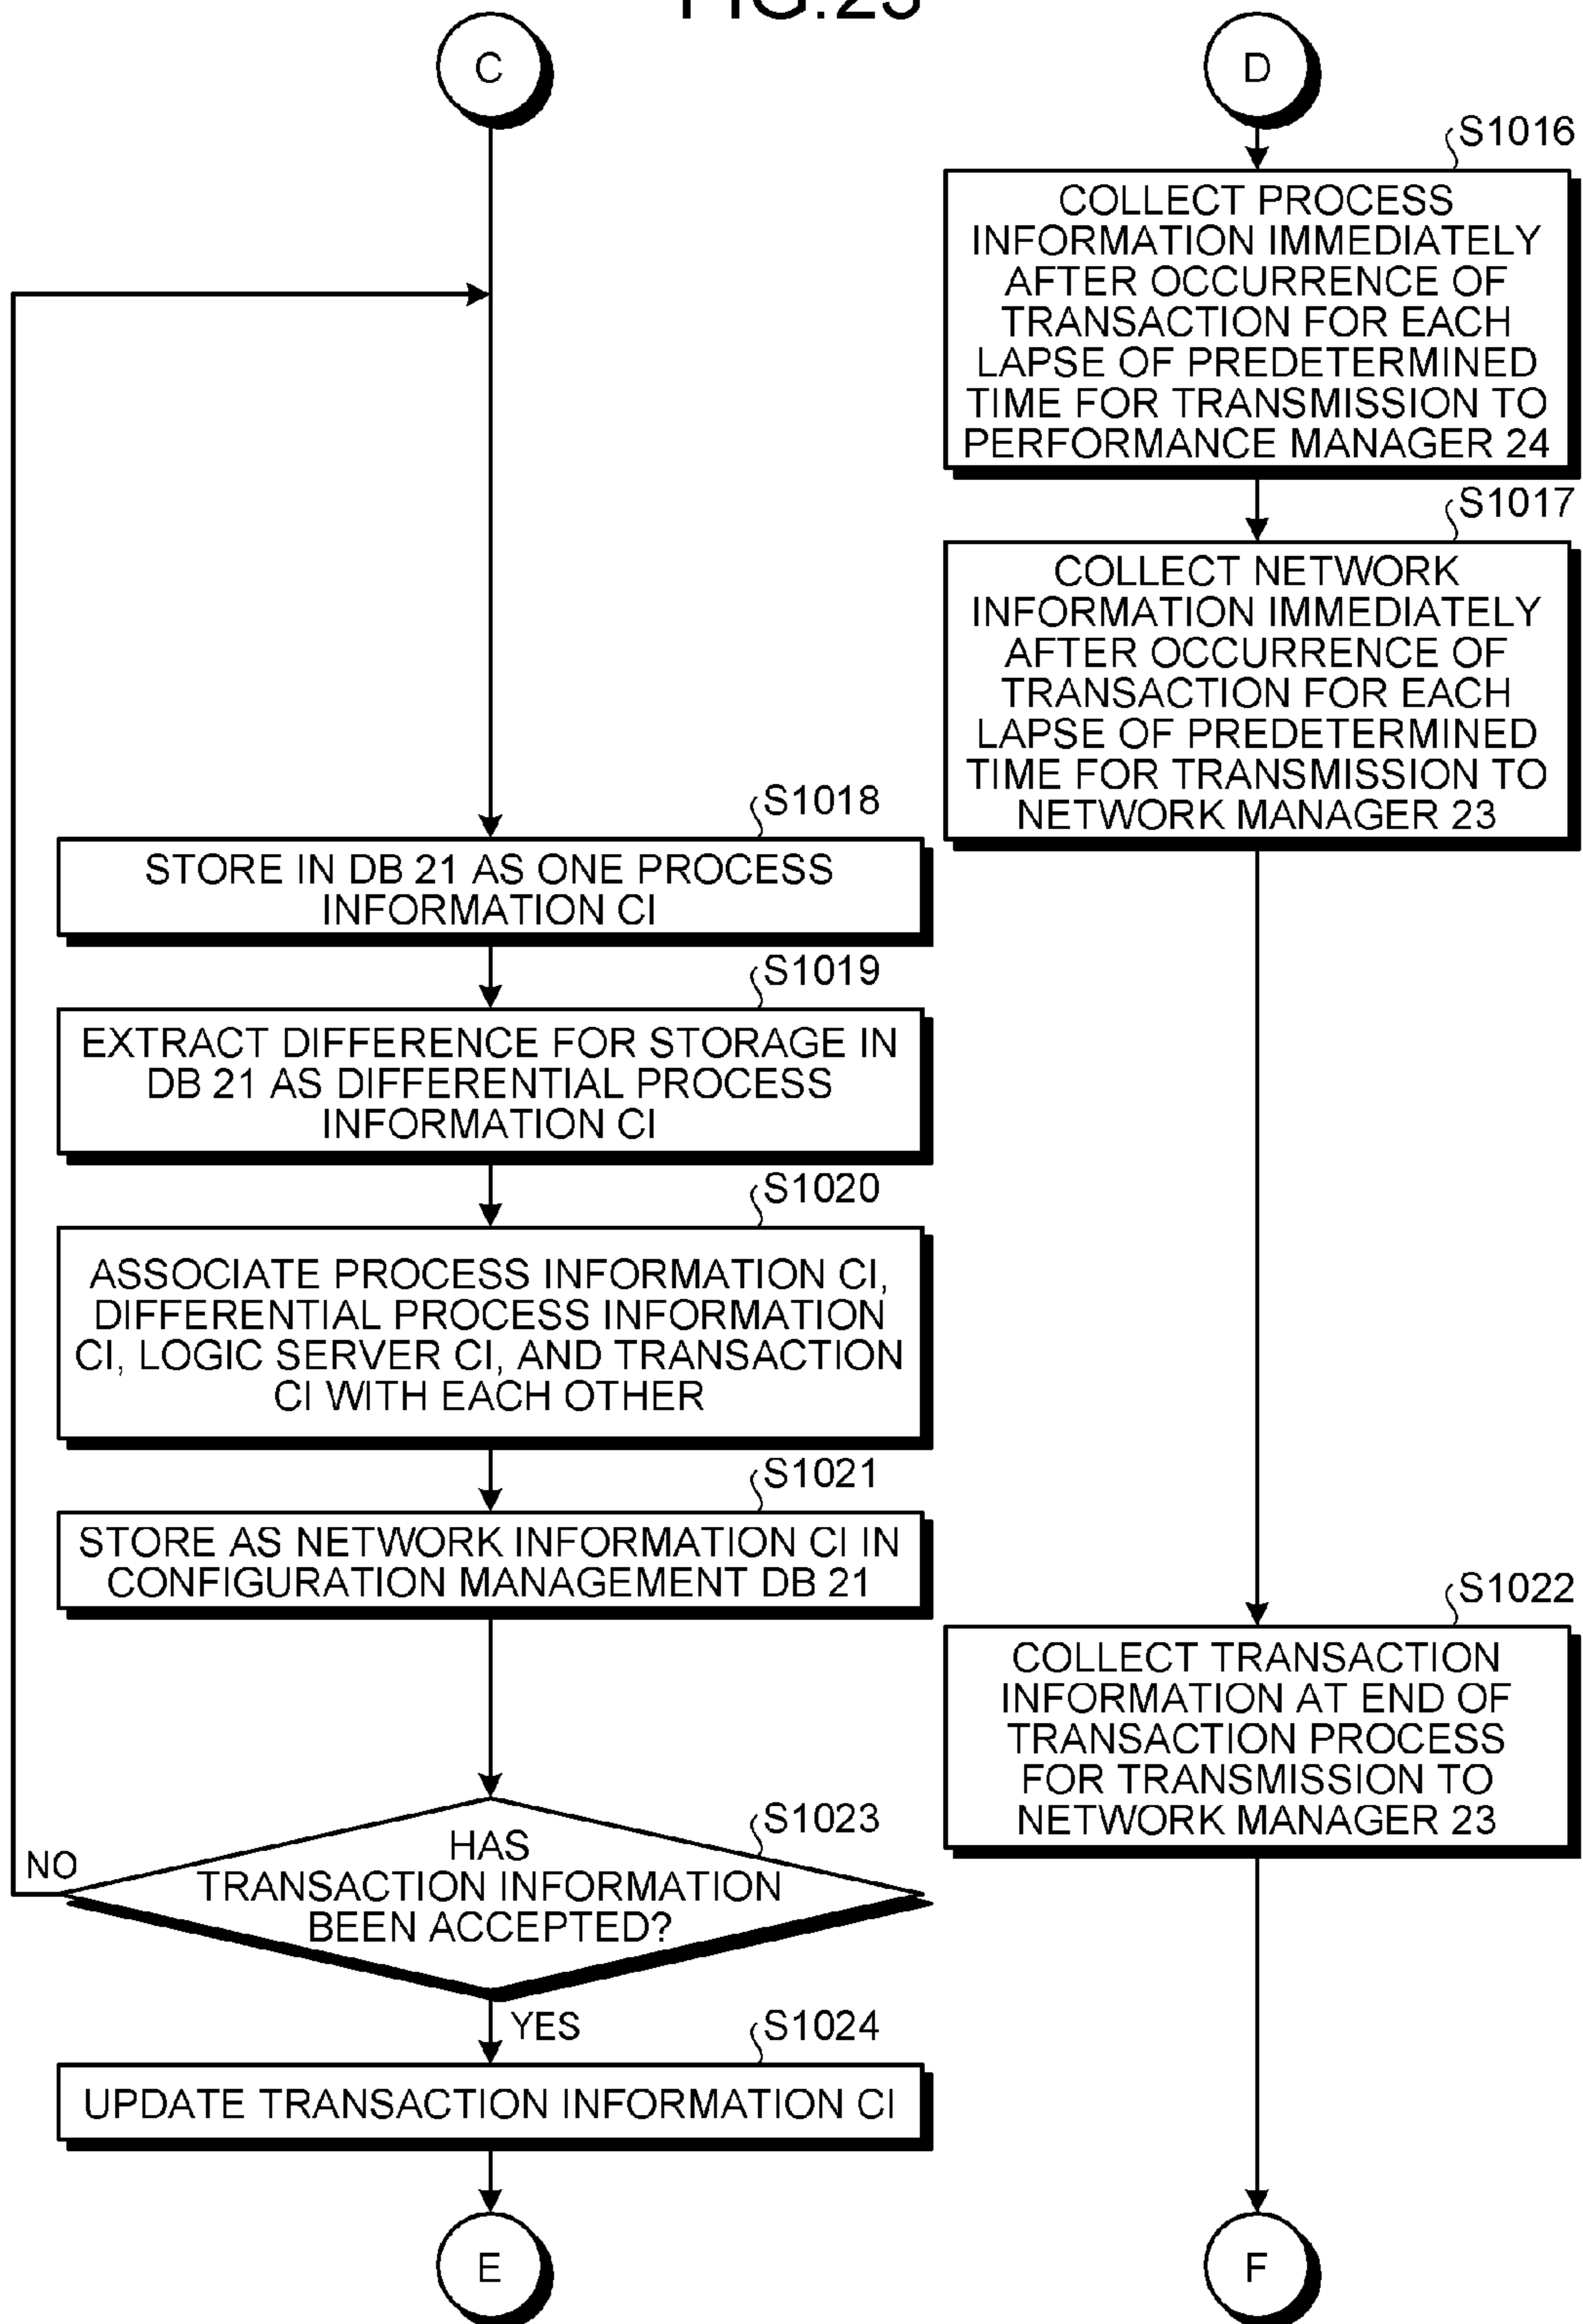 FIG.23
C
S1018
STORE IN DB 21 AS ONE PROCESS
INFORMATION CI
S1019
EXTRACT DIFFERENCE FOR STORAGE IN
DB 21 AS DIFFERENTIAL PROCESS
INFORMATION CI
S1020
ASSOCIATE PROCESS INFORMATION CI,
DIFFERENTIAL PROCESS INFORMATION
CI, LOGIC SERVER CI, AND TRANSACTION
CI WITH EACH OTHER
S1021
STORE AS NETWORK INFORMATION CI IN
CONFIGURATION MANAGEMENT DB 21
S1023
HAS
TRANSACTION INFORMATION
BEEN ACCEPTED?
NO
YES
S1024
UPDATE TRANSACTION INFORMATION CI
E
D
S1016
COLLECT PROCESS
INFORMATION IMMEDIATELY
AFTER OCCURRENCE OF
TRANSACTION FOR EACH
LAPSE OF PREDETERMINED
TIME FOR TRANSMISSION TO
PERFORMANCE MANAGER 24
S1017
COLLECT NETWORK
INFORMATION IMMEDIATELY
AFTER OCCURRENCE OF
TRANSACTION FOR EACH
LAPSE OF PREDETERMINED
TIME FOR TRANSMISSION TO
NETWORK MANAGER 23
S1022
COLLECT TRANSACTION
INFORMATION AT END OF
TRANSACTION PROCESS
FOR TRANSMISSION TO
NETWORK MANAGER 23
F